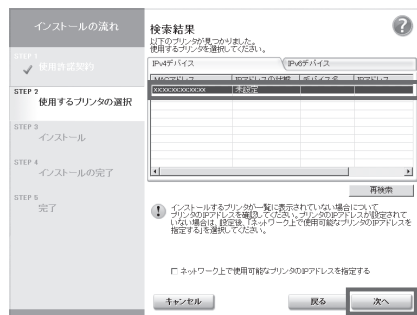 インストールの流れ
STEP 1
使用許諾契約
STEP 2
使用するプリンタの選択
STEP 3
インストール
STEP 4
インストールの完了
STEP 5
完了
検索結果
以下のプリンタが見つかりました。
使用するプリンタを選択してください。
IPv4デバイス
IPv6デバイス
MACアドレス
IPアドレスの状態
デバイス名
IPアドレス
xx:xx:xx:xx:xx:xx
未設定
再検索
インストールするプリンタが一覧に表示されていない場合について
プリンタのIPアドレスを確認してください。プリンタのIPアドレスが設定されて
いない場合は、設定後、「ネットワーク上で使用可能なプリンタのIPアドレスを
指定する」を選択してください。
ネットワーク上で使用可能なプリンタのIPアドレスを指定する
キャンセル
戻る
次へ